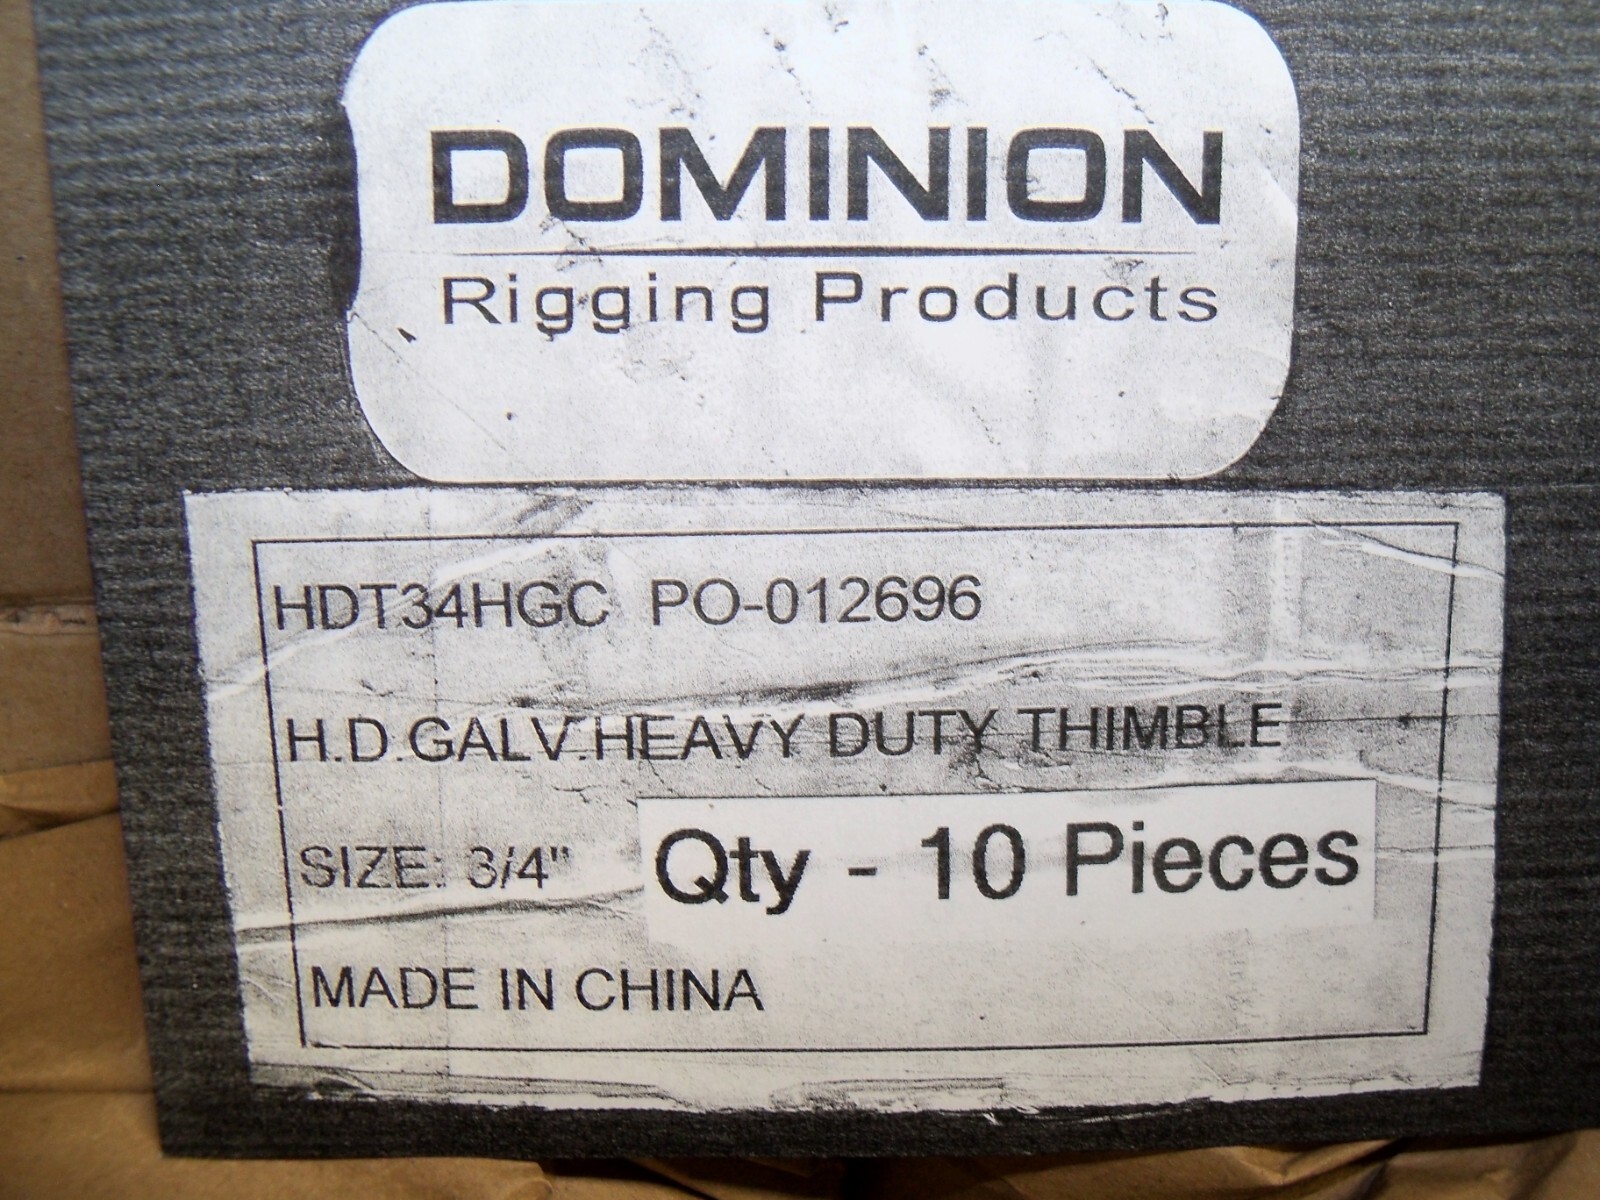 DOMINION
Rigging Products
HDT34HGC PO-012696
H.D.GALV.HEAVY DUTY THIMBLE
SIZE: 3/4" Qty - 10 Pieces
MADE IN CHINA